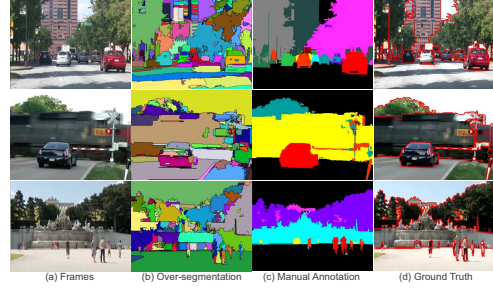 (a) Frames
(b) Over-segmentation
(c) Manual Annotation
(d) Ground Truth